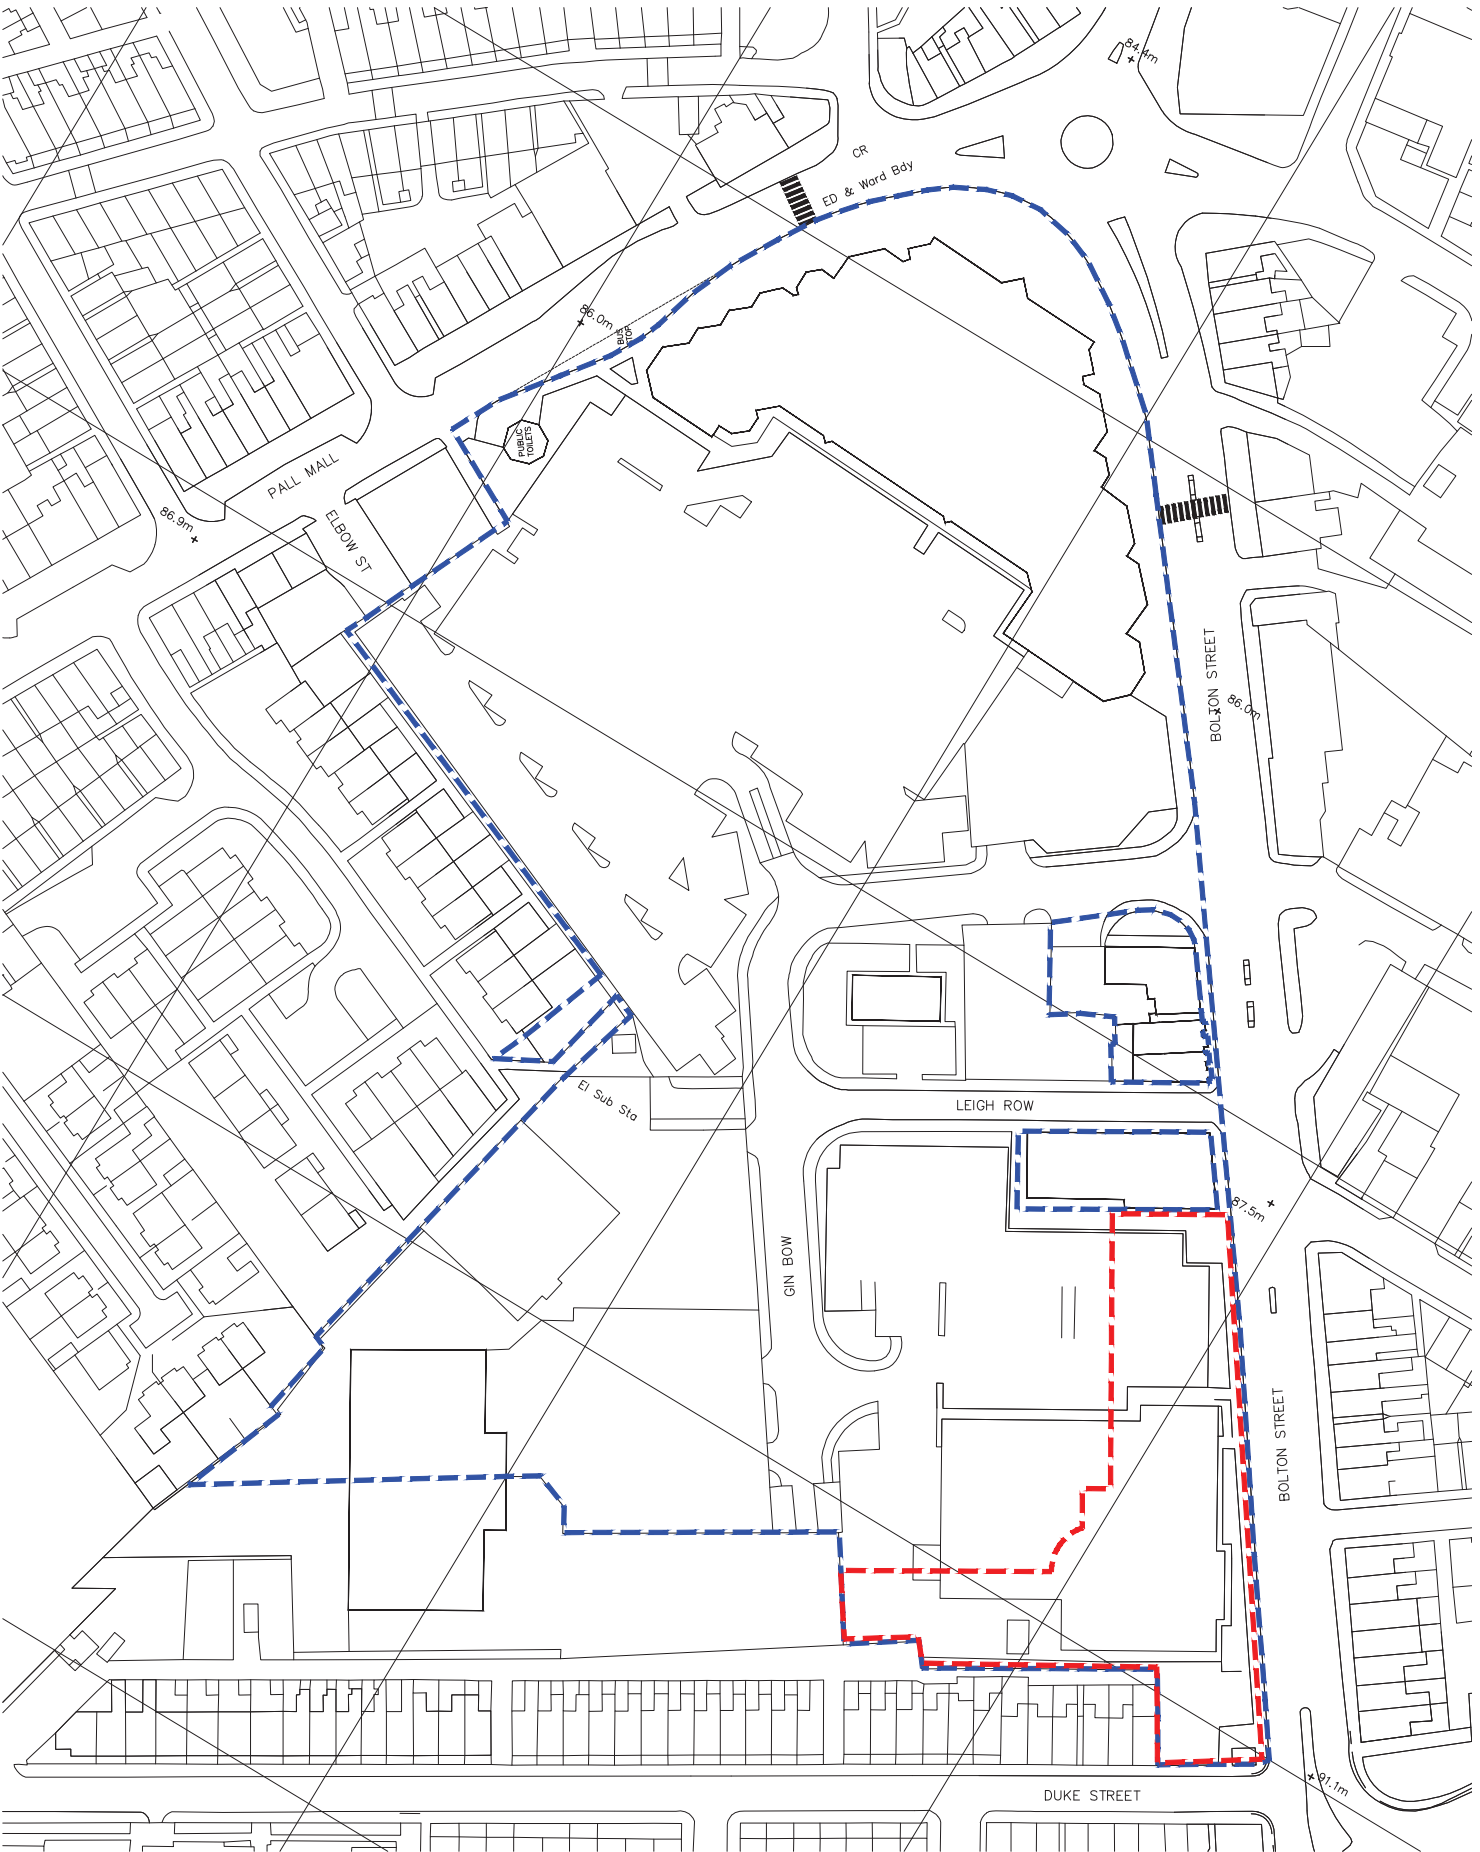 84.4m
CR
ED & Ward Bdy
86.0m
BUS
STOP
PUBLIC
TOILETS
PALL MALL
86.9m
ELBOW ST
BOLTON STREET
86.0m
El Sub Sta
LEIGH ROW
87.5m
GIN BOW
BOLTON STREET
DUKE STREET
91.1m